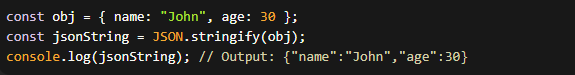 const obj = { name: "John", age: 30 };
const jsonString = JSON.stringify(obj);
console.log(jsonString); // Output: {"name":"John","age":30}